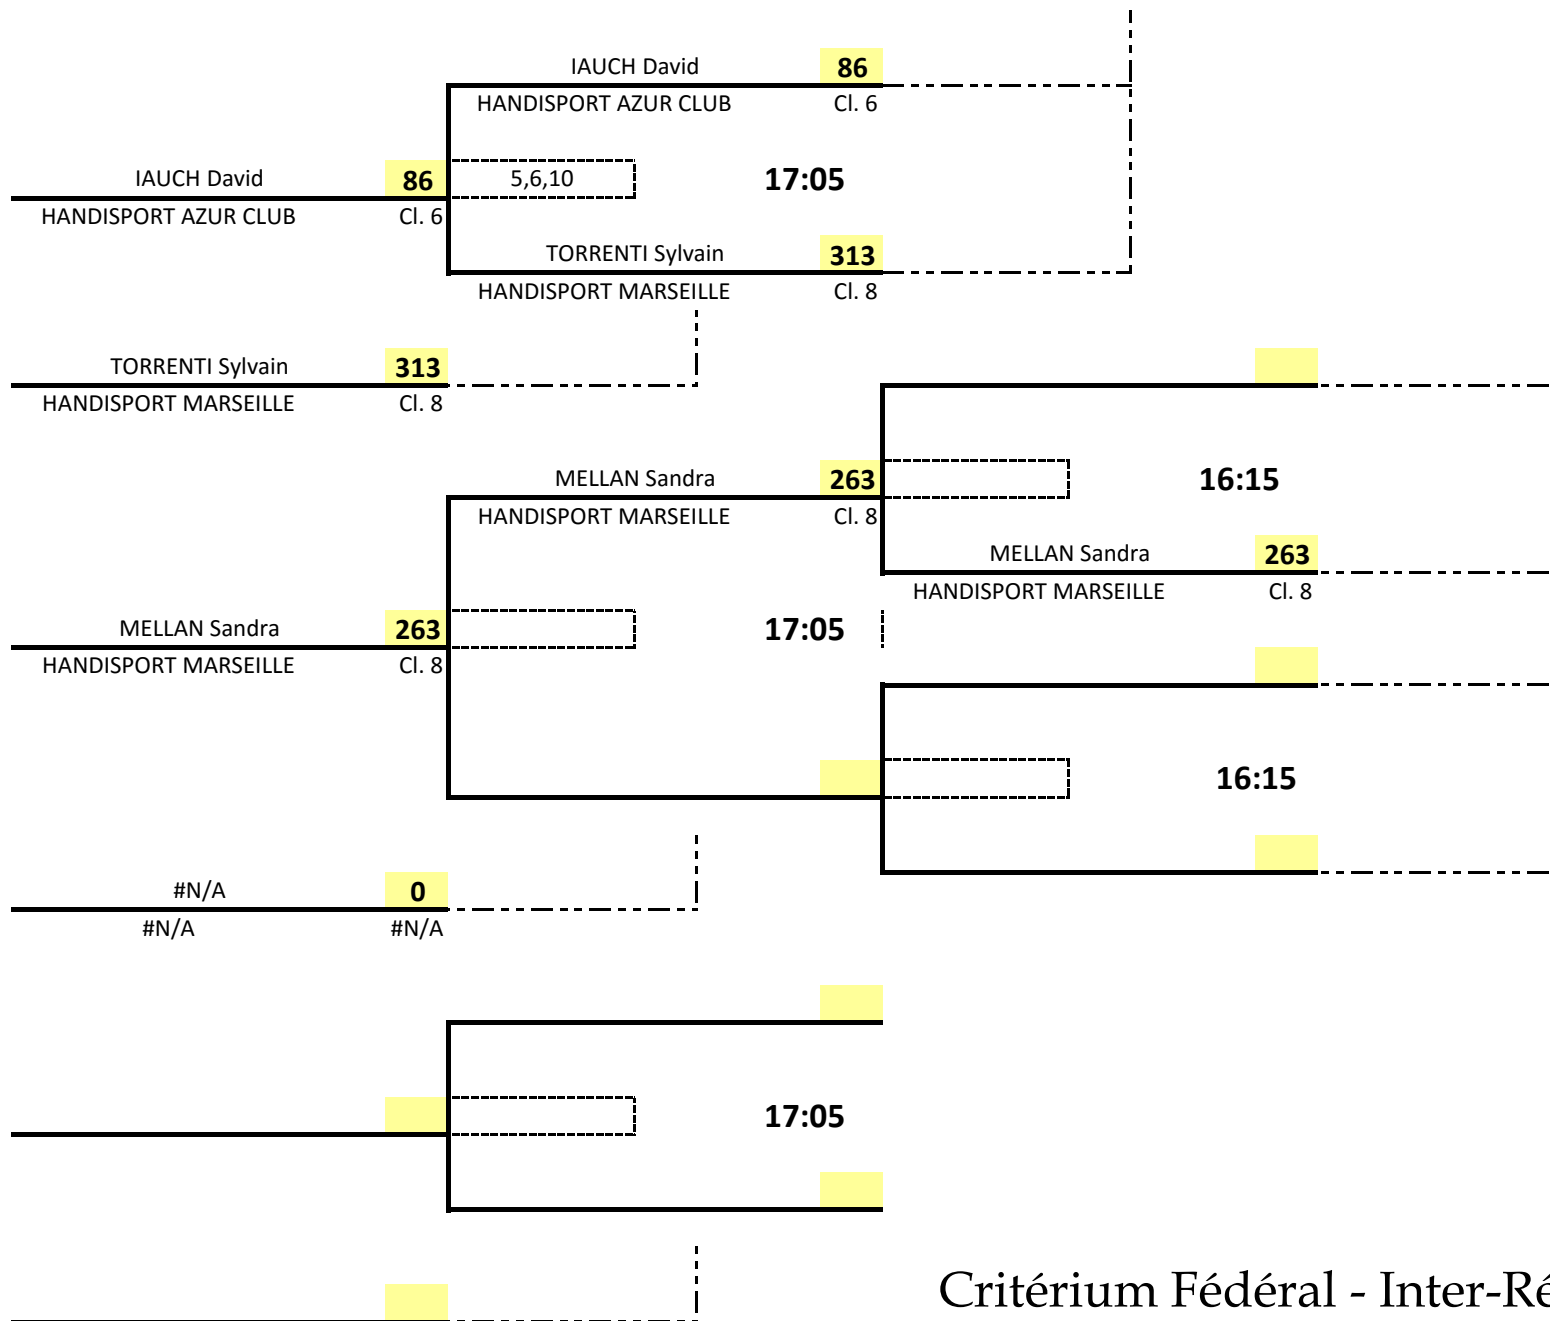 IAUCH David 86
HANDISPORT AZUR CLUB Cl. 6
IAUCH David 86 5,6,10 17:05
HANDISPORT AZUR CLUB Cl. 6
TORRENTI Sylvain 313
HANDISPORT MARSEILLE Cl. 8
TORRENTI Sylvain 313
HANDISPORT MARSEILLE Cl. 8
MELLAN Sandra 263 16:15
HANDISPORT MARSEILLE Cl. 8
MELLAN Sandra 263
HANDISPORT MARSEILLE Cl. 8
MELLAN Sandra 263 17:05
HANDISPORT MARSEILLE Cl. 8
16:15
#N/A 0
#N/A #N/A
17:05
Critérium Fédéral - Inter-Ré